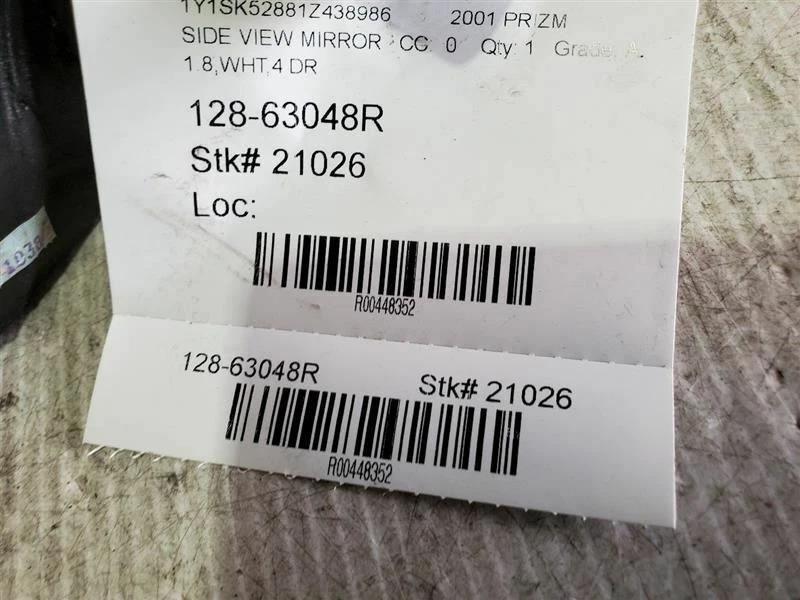 1Y1SK52881Z438986 2001 PRIZM
SIDE VIEW MIRROR CC: 0 Qty: 1 Grade: A.
1.8,WHT,4 DR
128-63048R
Stk# 21026
Loc:
R00448352
128-63048R Stk# 21026
R00448352